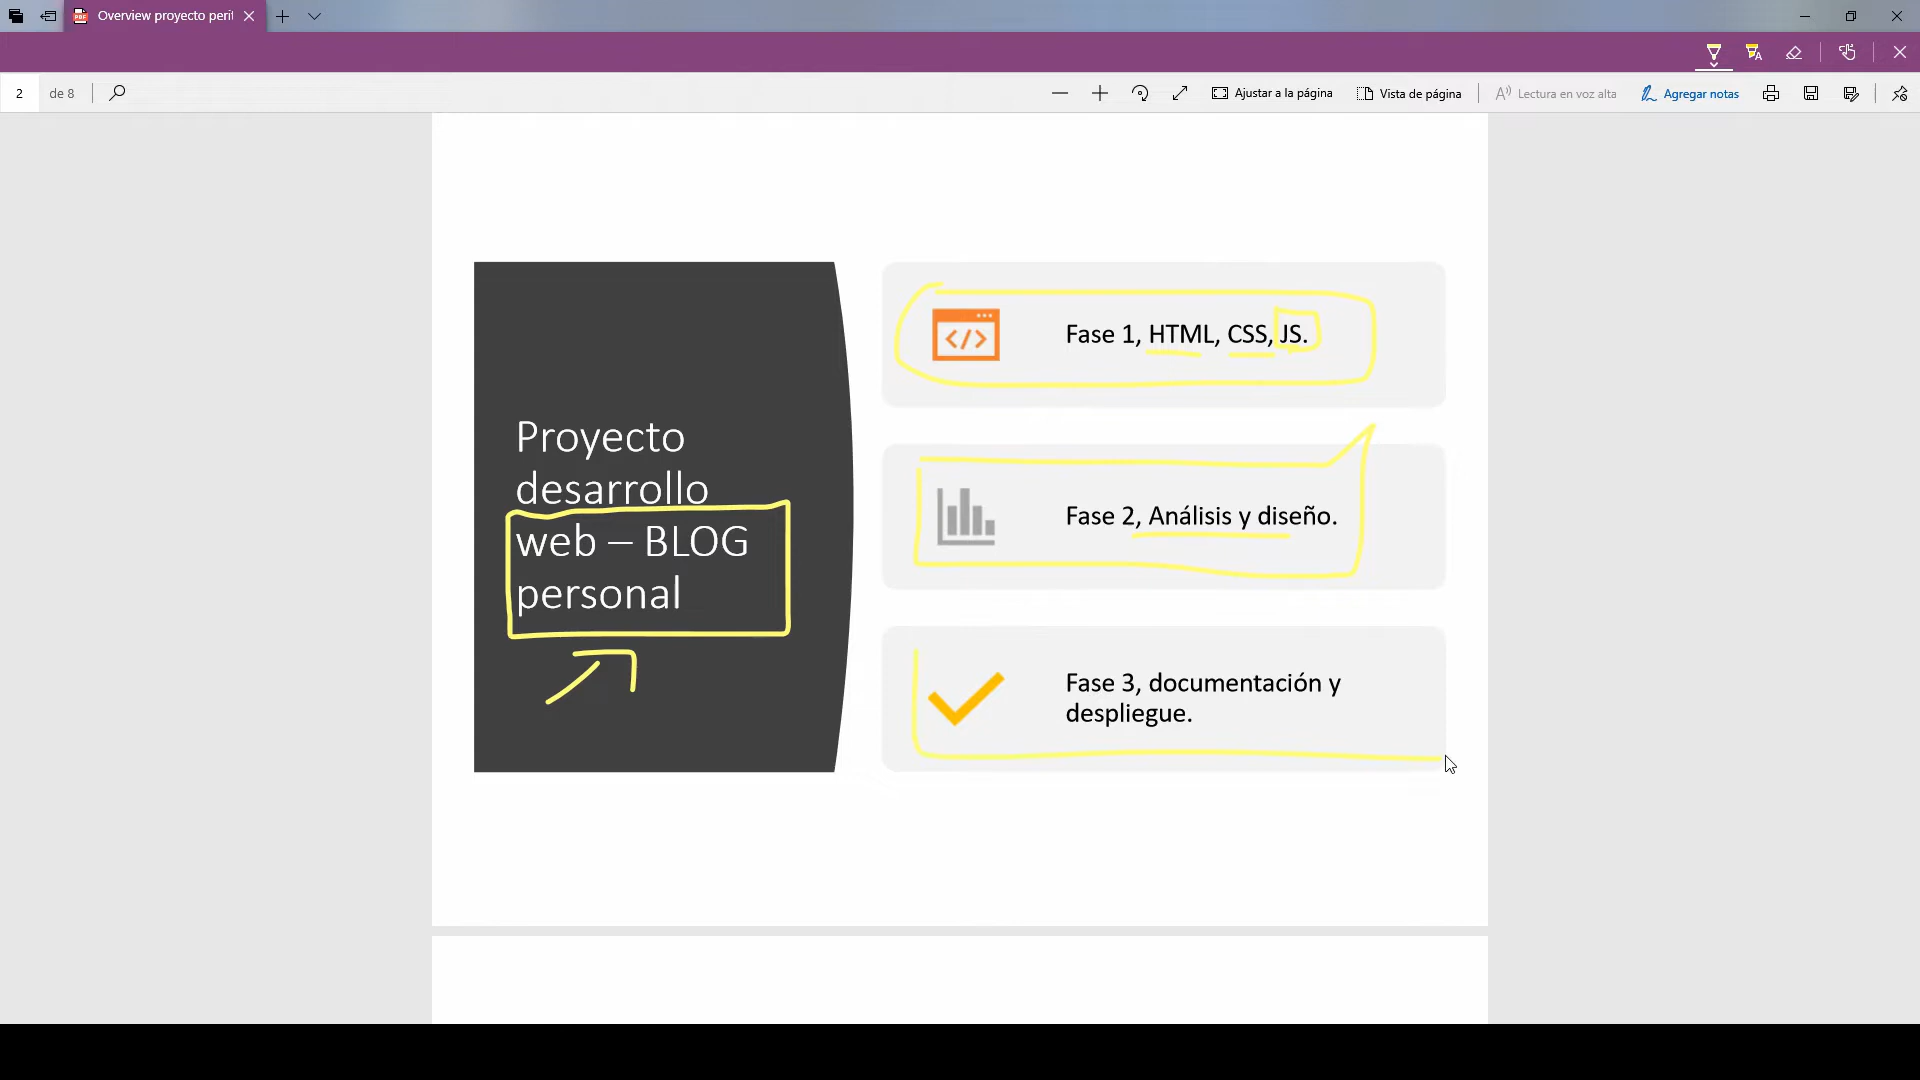 Overview proyecto peri
2 de 8
Ajustar a la página
Vista de página
Lectura en voz alta
Agregar notas
Proyecto
desarrollo
web – BLOG
personal
Fase 1, HTML, CSS, JS.
Fase 2, Análisis y diseño.
Fase 3, documentación y
despliegue.